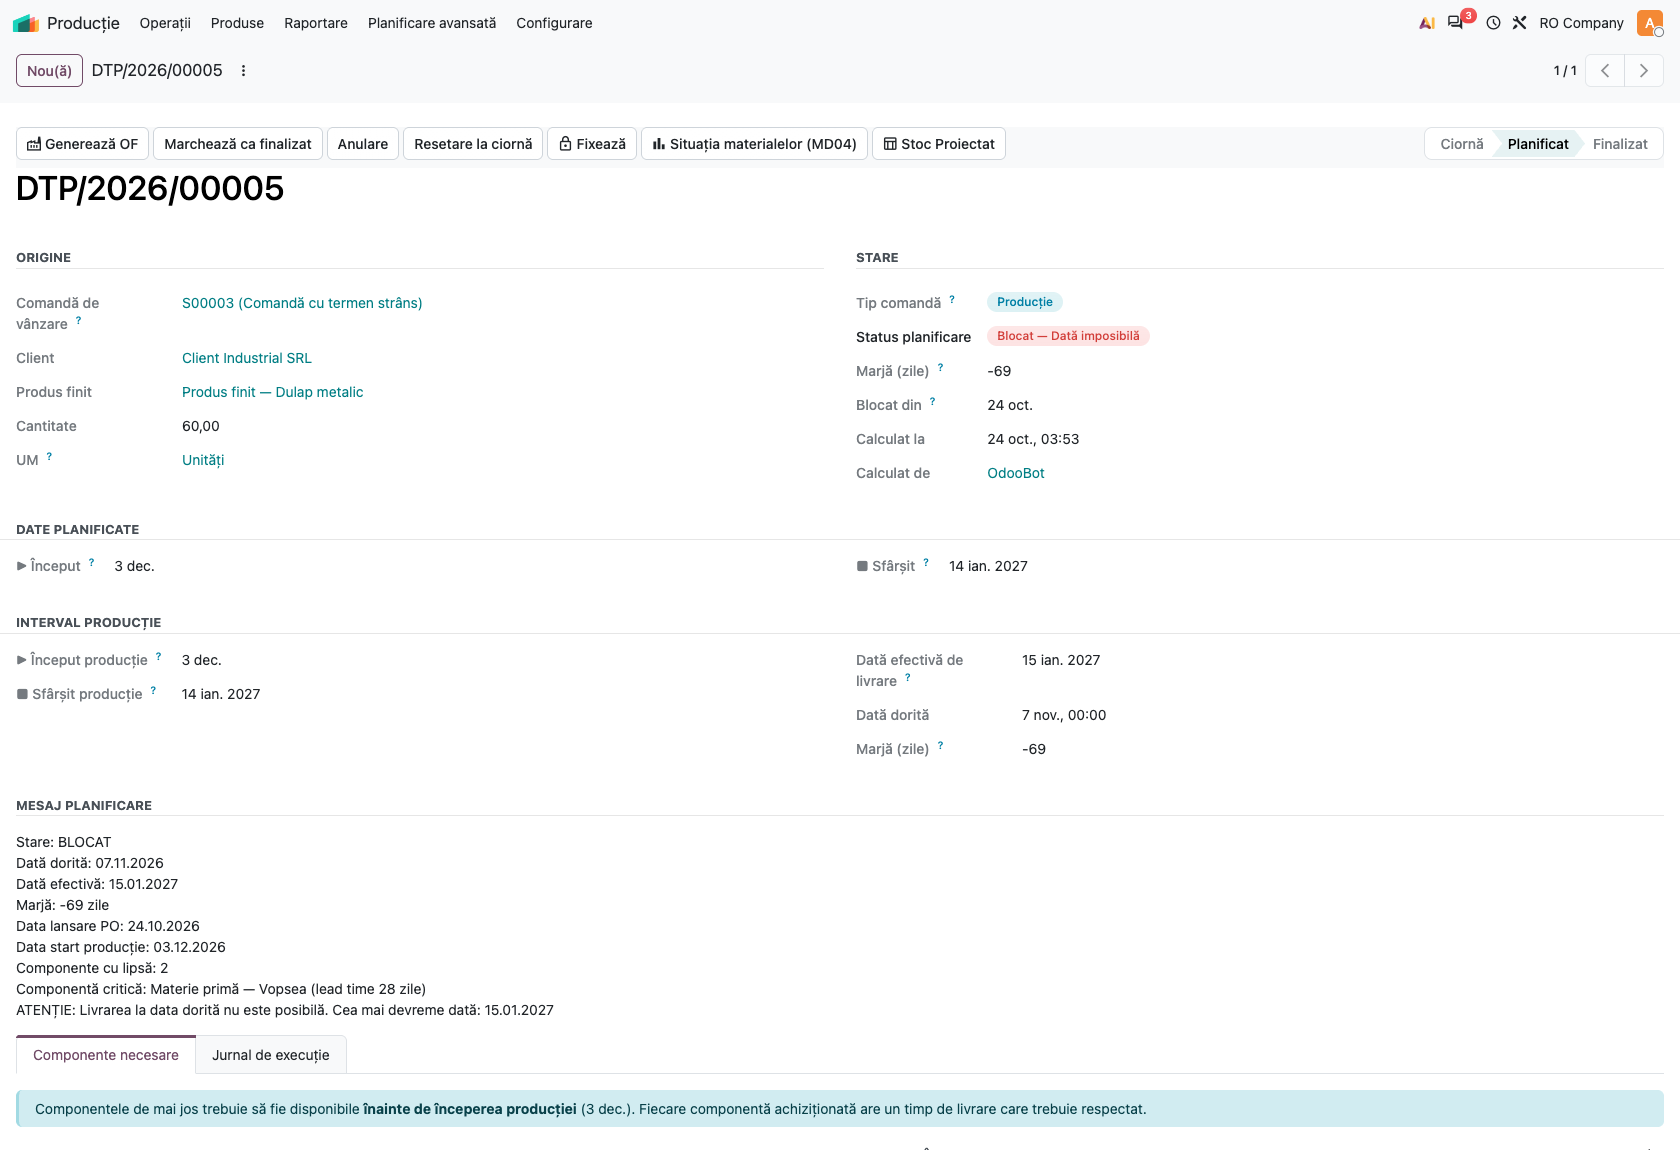 Producție
Operații
Produse
Raportare
Planificare avansată
Configurare
3
RO Company
A
Nou(ă)
DTP/2026/00005
1 / 1
Generează OF
Marchează ca finalizat
Anulare
Resetare la ciornă
Fixează
Situația materialelor (MD04)
Stoc Proiectat
Ciornă
Planificat
Finalizat
DTP/2026/00005
ORIGINE
Comandă de
vânzare ?
S00003 (Comandă cu termen strâns)
Client
Client Industrial SRL
Produs finit
Produs finit — Dulap metalic
Cantitate
60,00
UM ?
Unități
STARE
Tip comandă ?
Producție
Status planificare
Blocat — Dată imposibilă
Marjă (zile) ?
-69
Blocat din ?
24 oct.
Calculat la
24 oct., 03:53
Calculat de
OdooBot
DATE PLANIFICATE
Început ?
3 dec.
Sfârșit ?
14 ian. 2027
INTERVAL PRODUCȚIE
Început producție ?
3 dec.
Sfârșit producție ?
14 ian. 2027
Dată efectivă de
livrare ?
15 ian. 2027
Dată dorită
7 nov., 00:00
Marjă (zile) ?
-69
MESAJ PLANIFICARE
Stare: BLOCAT
Dată dorită: 07.11.2026
Dată efectivă: 15.01.2027
Marjă: -69 zile
Data lansare PO: 24.10.2026
Data start producție: 03.12.2026
Componente cu lipsă: 2
Componentă critică: Materie primă — Vopsea (lead time 28 zile)
ATENȚIE: Livrarea la data dorită nu este posibilă. Cea mai devreme dată: 15.01.2027
Componente necesare
Jurnal de execuție
Componentele de mai jos trebuie să fie disponibile înainte de începerea producției (3 dec.). Fiecare componentă achiziționată are un timp de livrare care trebuie respectat.